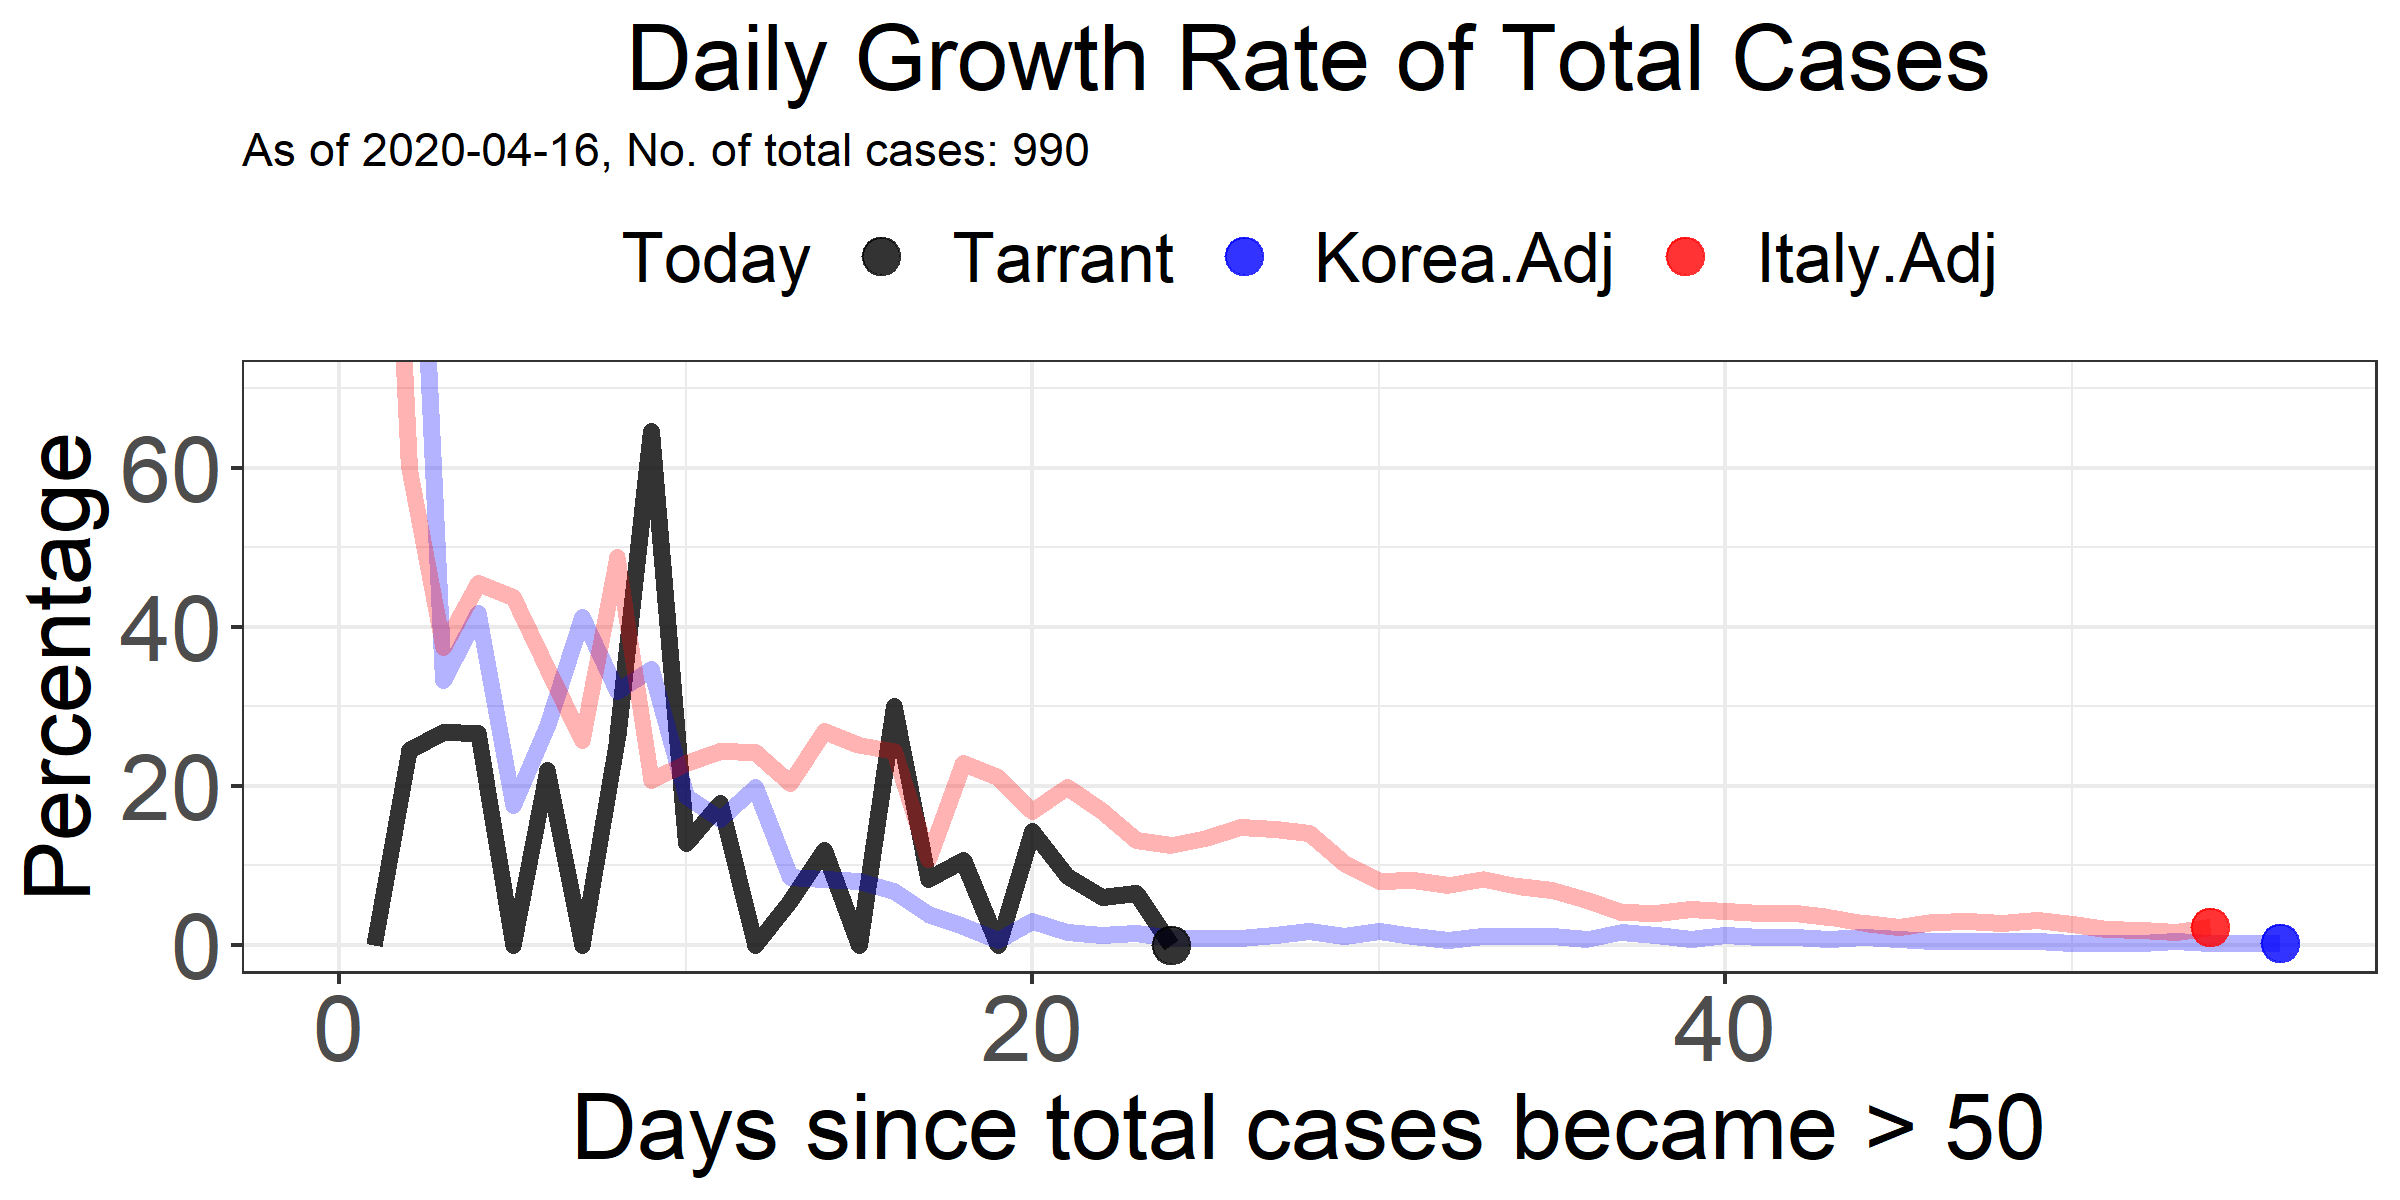 Daily Growth Rate of Total Cases
As of 2020-04-16, No. of total cases: 990
Today Tarrant Korea.Adj Italy.Adj
Percentage
60
40
20
0
0 20 40
Days since total cases became > 50